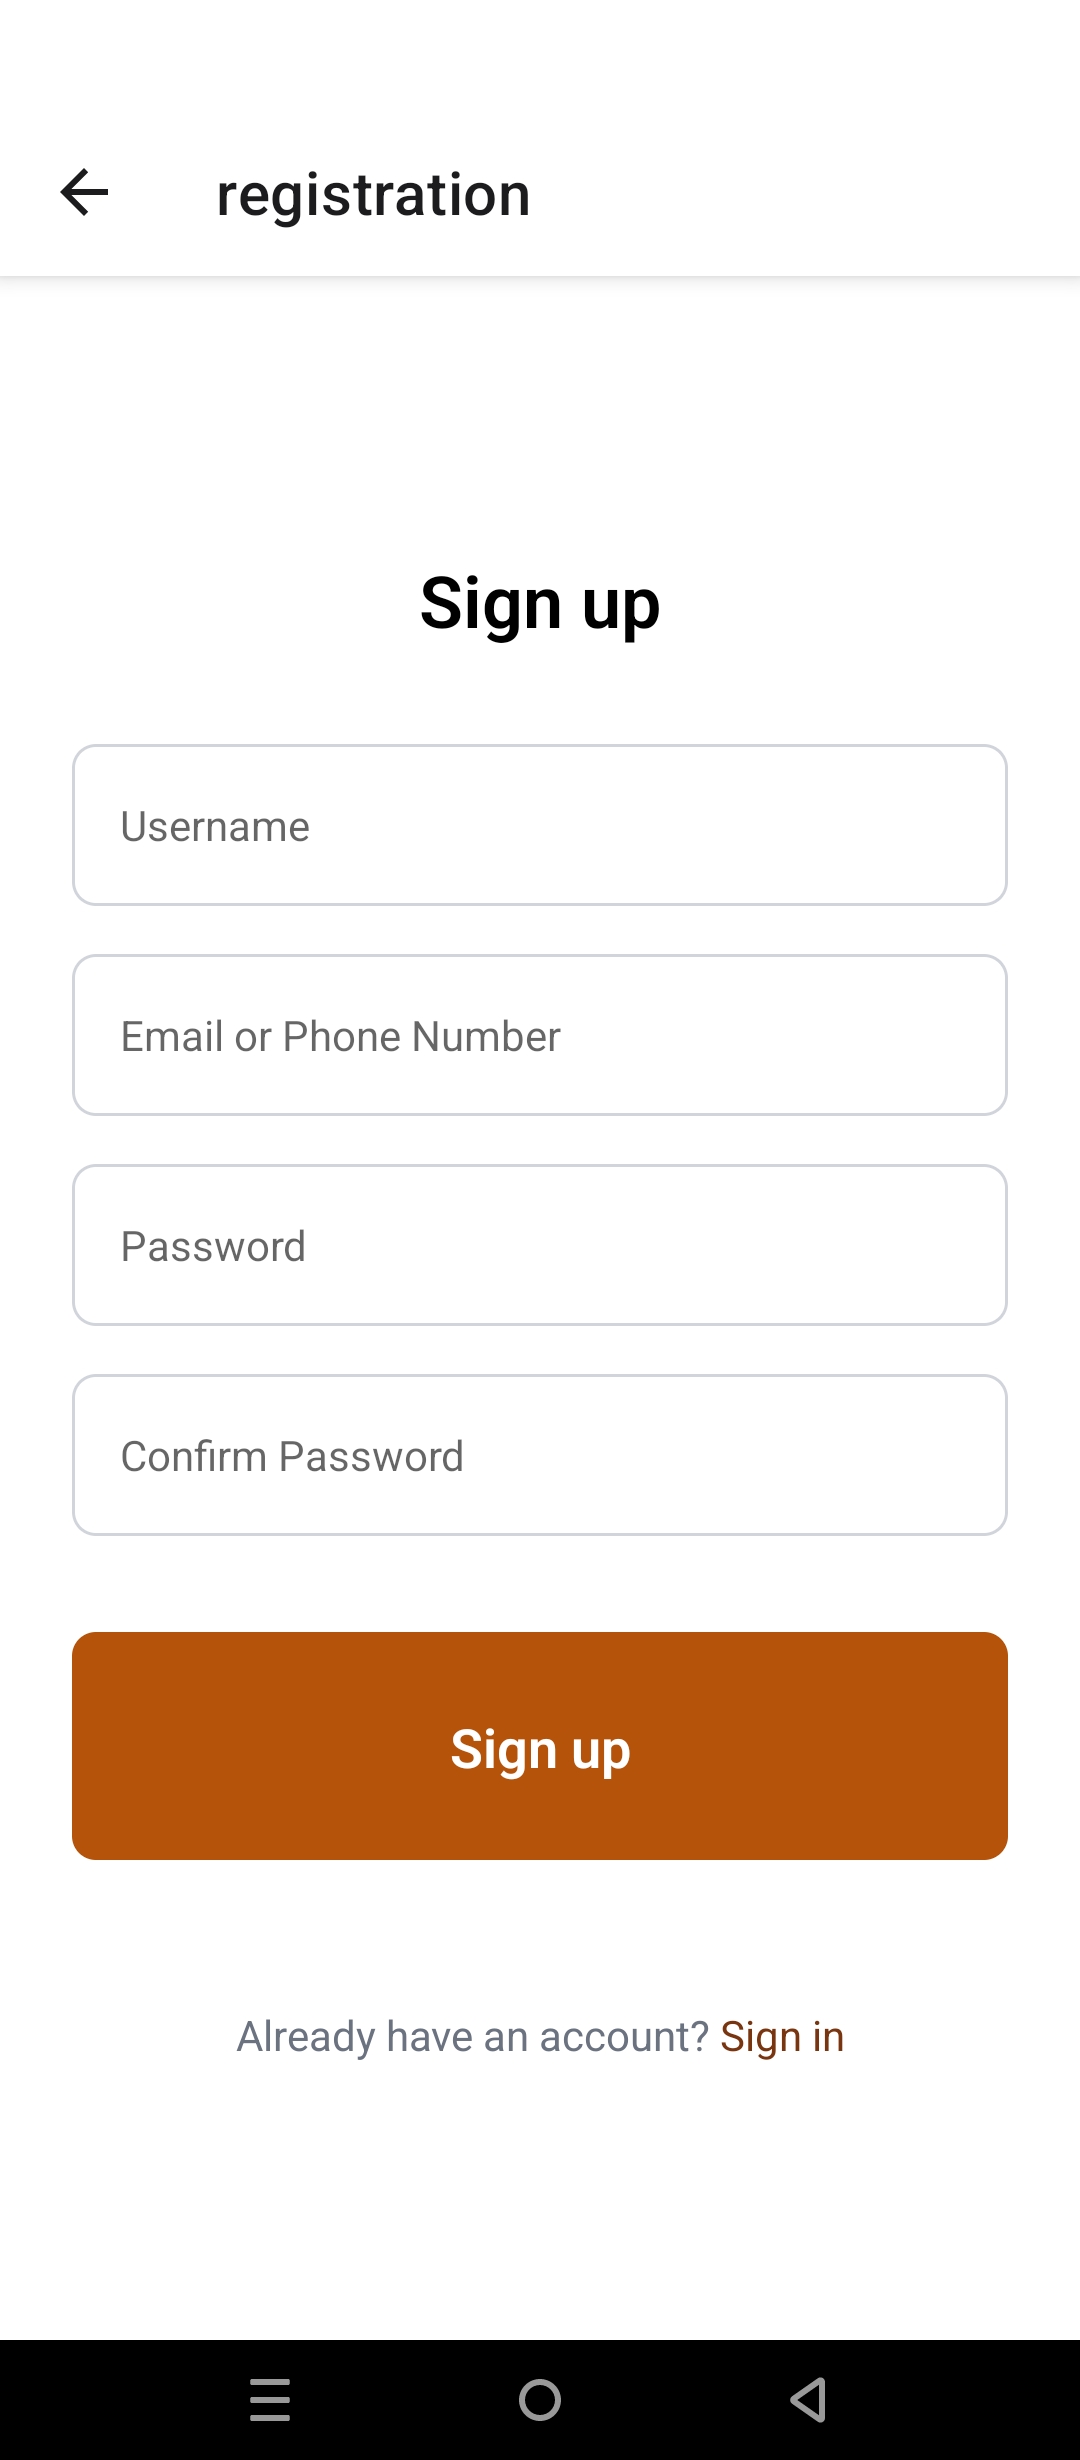 registration
Sign up
Username
Email or Phone Number
Password
Confirm Password
Sign up
Already have an account? Sign in